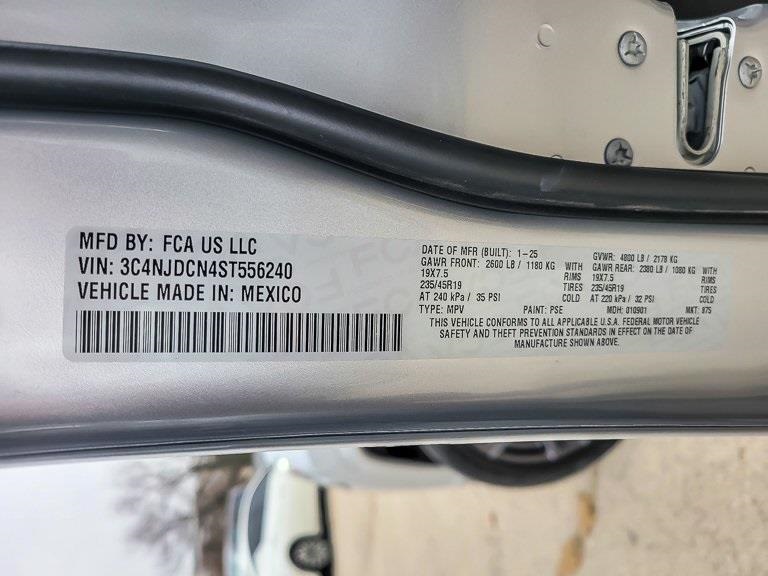 MFD BY: FCA US LLC
VIN: 3C4NJDCN4ST556240
VEHICLE MADE IN: MEXICO
DATE OF MFR (BUILT): 1-25 GVWR: 4800 LB / 2178 KG
GAWR FRONT: 2600 LB / 1180 KG WITH GAWR REAR: 2380 LB / 1080 KG WITH
19X7.5 RIMS 19X7.5 RIMS
235/45R19 TIRES 235/45R19 TIRES
AT 240 kPa / 35 PSI COLD AT 220 kPa / 32 PSI COLD
TYPE: MPV PAINT: PSE MDH: 010901 MKT: 875
THIS VEHICLE CONFORMS TO ALL APPLICABLE U.S.A. FEDERAL MOTOR VEHICLE
SAFETY AND THEFT PREVENTION STANDARDS IN EFFECT ON THE DATE OF
MANUFACTURE SHOWN ABOVE.